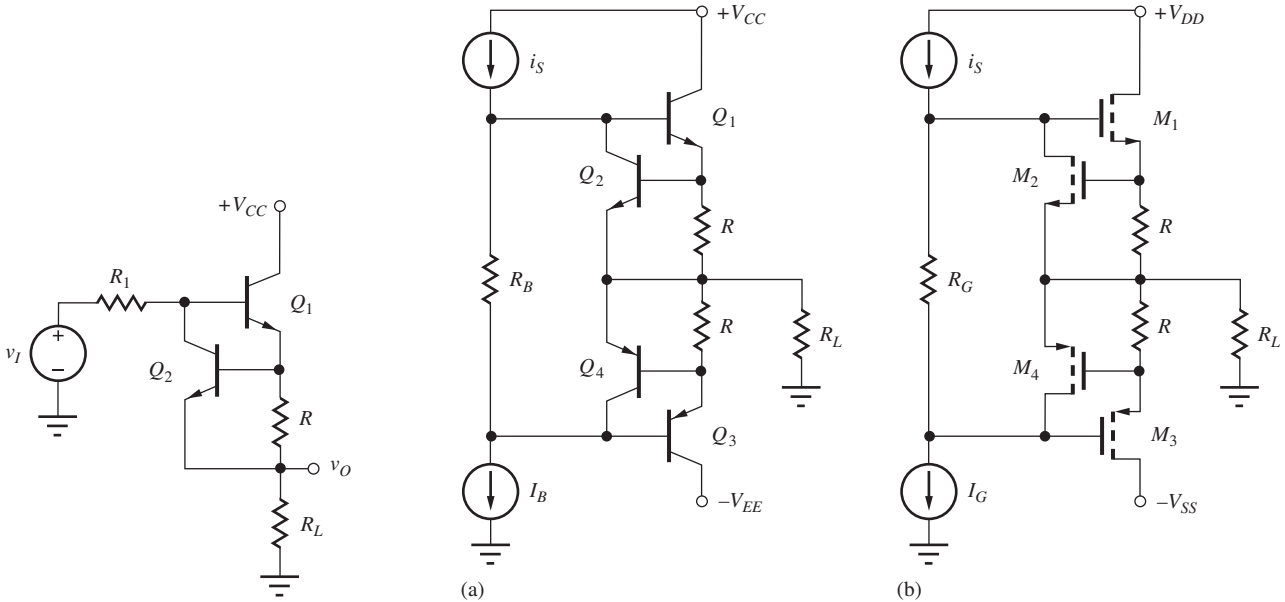 +V_CC
R_1
Q_1
v_I
+
−
Q_2
R
v_O
R_L
+V_CC
i_S
Q_1
Q_2
R
R_B
R_L
Q_4
Q_3
I_B
−V_EE
(a)
+V_DD
i_S
M_1
M_2
R
R_G
R
R_L
M_4
M_3
I_G
−V_SS
(b)
R